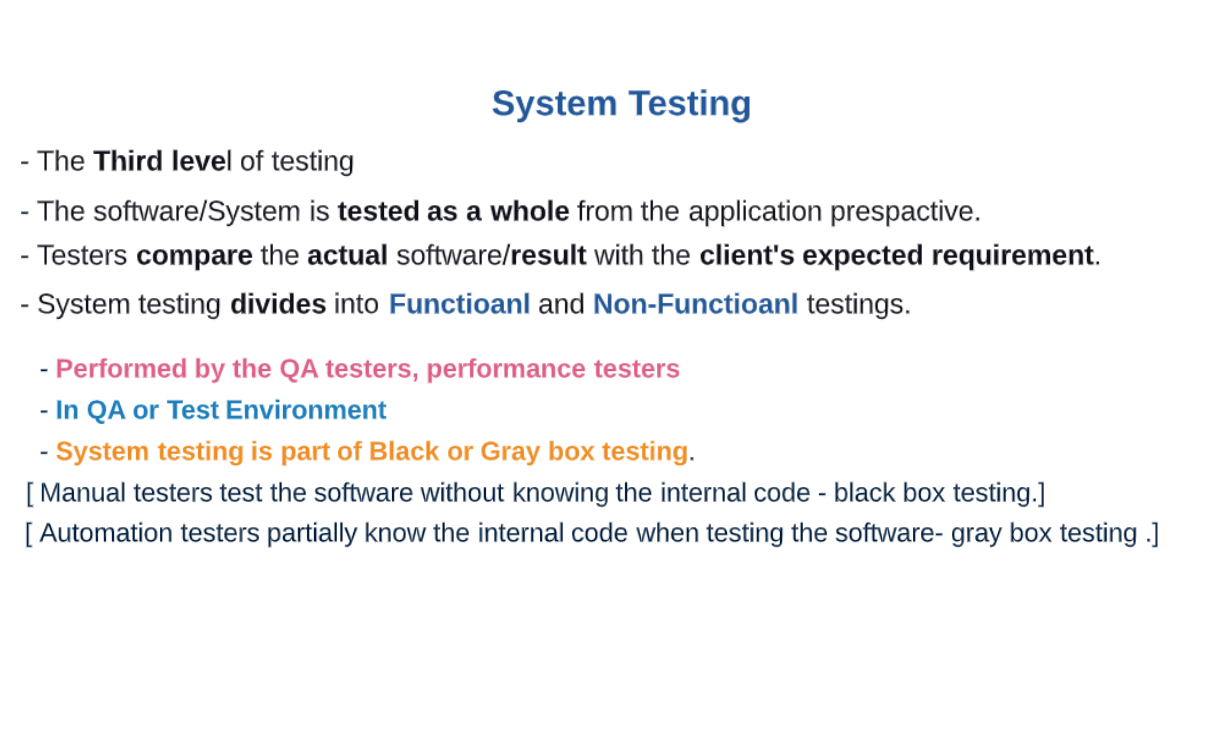 System Testing
- The Third level of testing
- The software/System is tested as a whole from the application prespactive.
- Testers compare the actual software/result with the client's expected requirement.
- System testing divides into Functioanl and Non-Functioanl testings.
- Performed by the QA testers, performance testers
- In QA or Test Environment
- System testing is part of Black or Gray box testing.
[ Manual testers test the software without knowing the internal code - black box testing.]
[ Automation testers partially know the internal code when testing the software- gray box testing .]